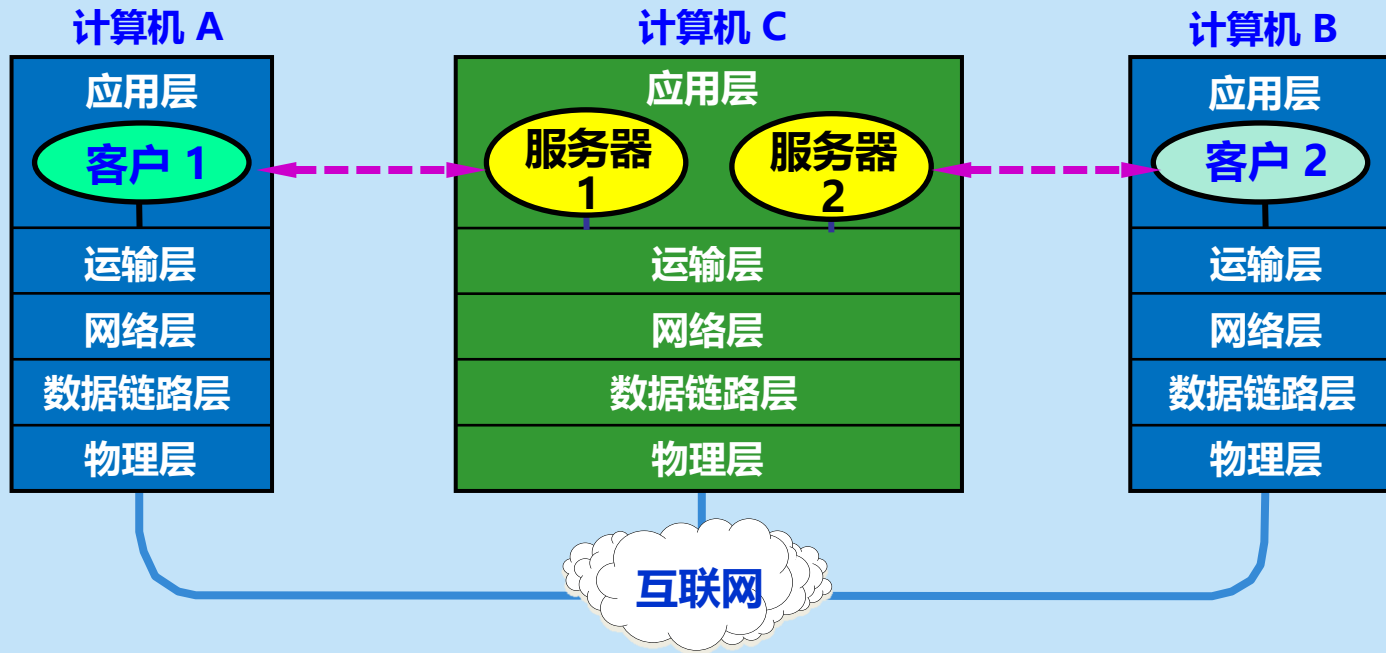 计算机 A
应用层
客户 1
运输层
网络层
数据链路层
物理层
计算机 C
应用层
服务器
1
服务器
2
运输层
网络层
数据链路层
物理层
计算机 B
应用层
客户 2
运输层
网络层
数据链路层
物理层
互联网